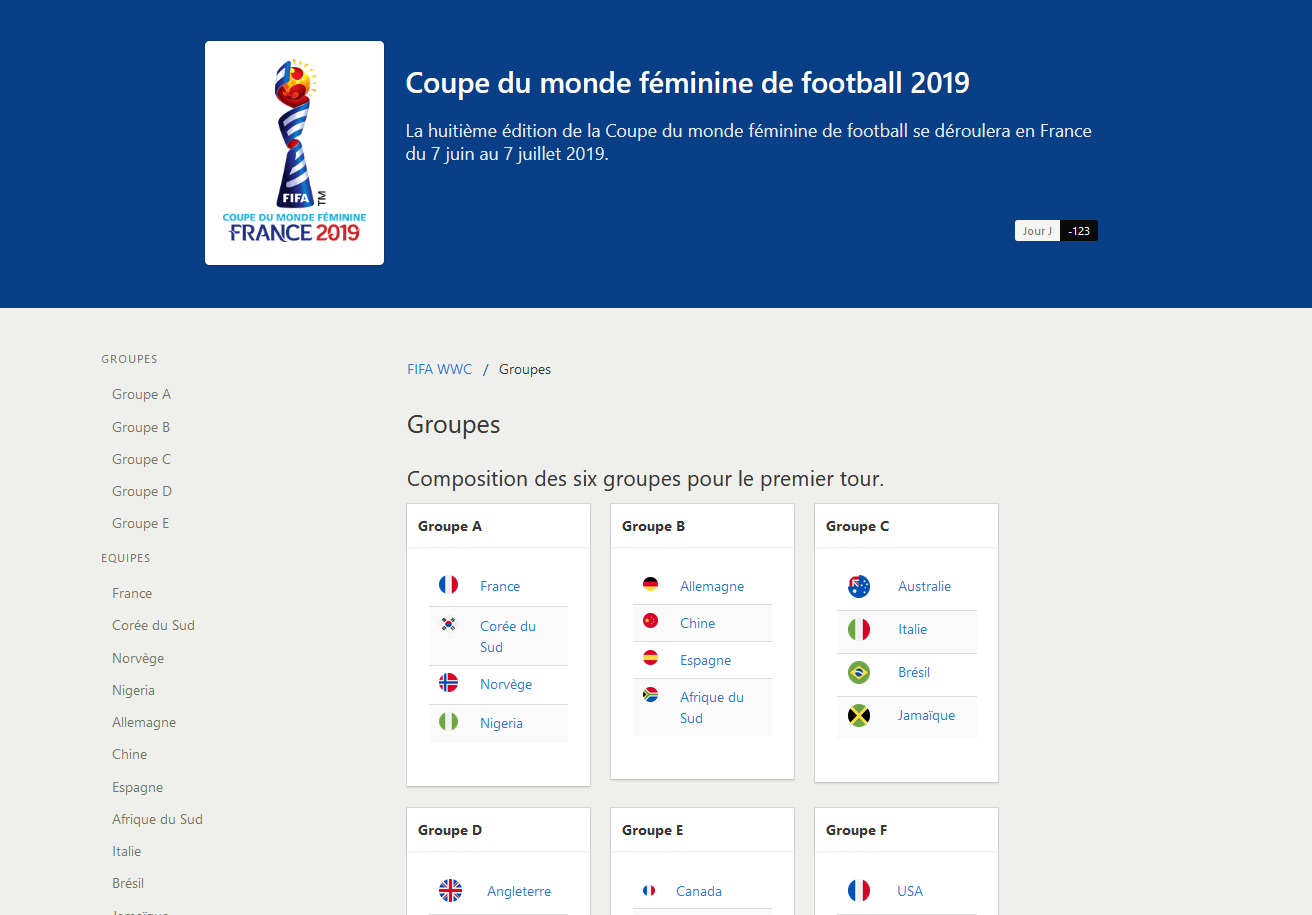 FIFA
TM
COUPE DU MONDE FÉMININE
FRANCE 2019
Coupe du monde féminine de football 2019
La huitième édition de la Coupe du monde féminine de football se déroulera en France
du 7 juin au 7 juillet 2019.
Jour J -123
GROUPES
Groupe A
Groupe B
Groupe C
Groupe D
Groupe E
EQUIPES
France
Corée du Sud
Norvège
Nigeria
Allemagne
Chine
Espagne
Afrique du Sud
Italie
Brésil
Jamaïque
FIFA WWC / Groupes
Groupes
Composition des six groupes pour le premier tour.
Groupe A
France
Corée du
Sud
Norvège
Nigeria
Groupe B
Allemagne
Chine
Espagne
Afrique du
Sud
Groupe C
Australie
Italie
Brésil
Jamaïque
Groupe D
Angleterre
Groupe E
Canada
Groupe F
USA